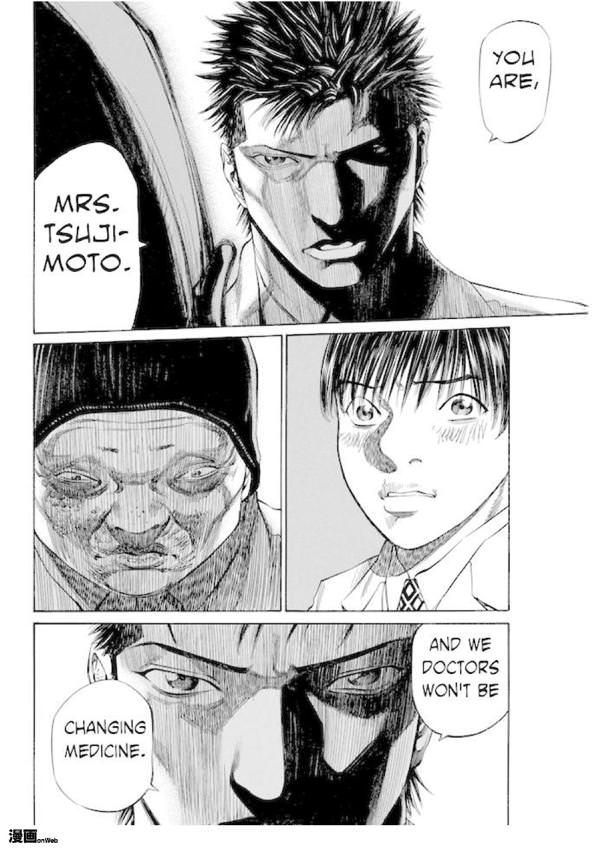 YOU
ARE,
MRS.
TSUJI-
MOTO.
AND WE
DOCTORS
WON'T BE
CHANGING
MEDICINE.
漫画onWeb